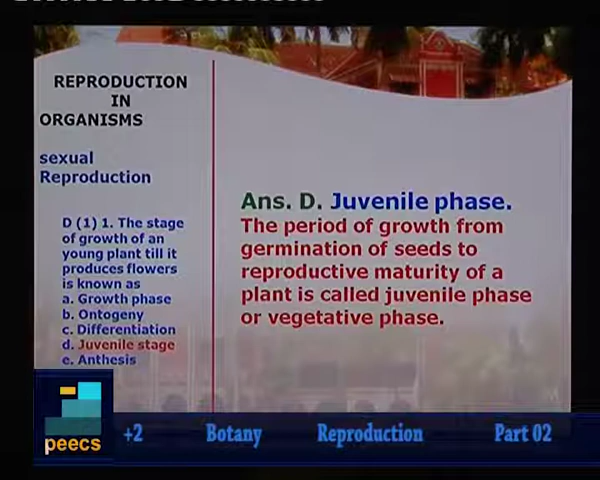 REPRODUCTION
IN
ORGANISMS
sexual
Reproduction
D (1) 1. The stage
of growth of an
young plant till it
produces flowers
is known as
a. Growth phase
b. Ontogeny
c. Differentiation
d. Juvenile stage
e. Anthesis
Ans. D. Juvenile phase.
The period of growth from
germination of seeds to
reproductive maturity of a
plant is called juvenile phase
or vegetative phase.
peecs
+2 Botany Reproduction Part 02